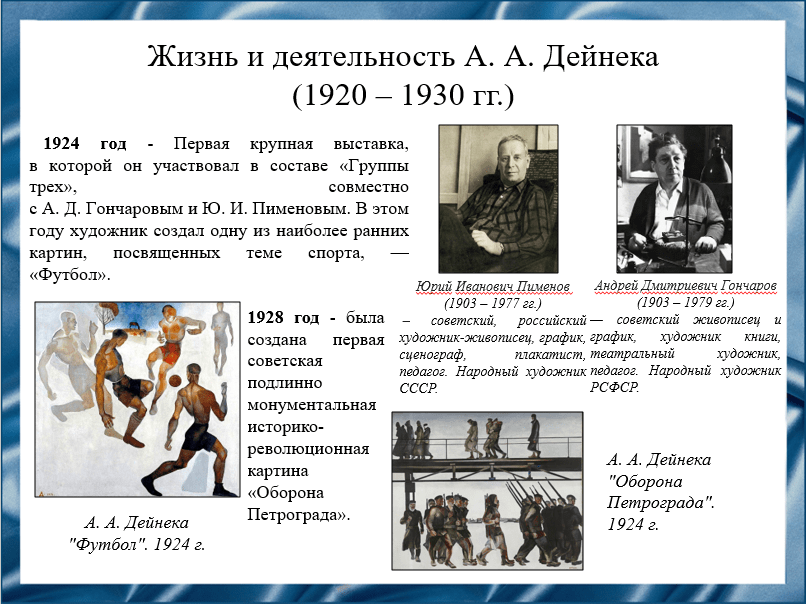 Жизнь и деятельность А. А. Дейнека
(1920 – 1930 гг.)
1924 год - Первая крупная выставка,
в которой он участвовал в составе «Группы
трех», совместно
с А. Д. Гончаровым и Ю. И. Пименовым. В этом
году художник создал одну из наиболее ранних
картин, посвященных теме спорта, —
«Футбол».
Юрий Иванович Пименов
(1903 – 1977 гг.)
– советский, российский
художник-живописец, график,
сценограф, плакатист,
педагог. Народный художник
СССР.
Андрей Дмитриевич Гончаров
(1903 – 1979 гг.)
— советский живописец и
график, художник книги,
театральный художник,
педагог. Народный художник
РСФСР.
1928 год - была
создана первая
советская
подлинно
монументальная
историко-
революционная
картина
«Оборона
Петрограда».
А. А. Дейнека
"Футбол". 1924 г.
А. А. Дейнека
"Оборона
Петрограда".
1924 г.